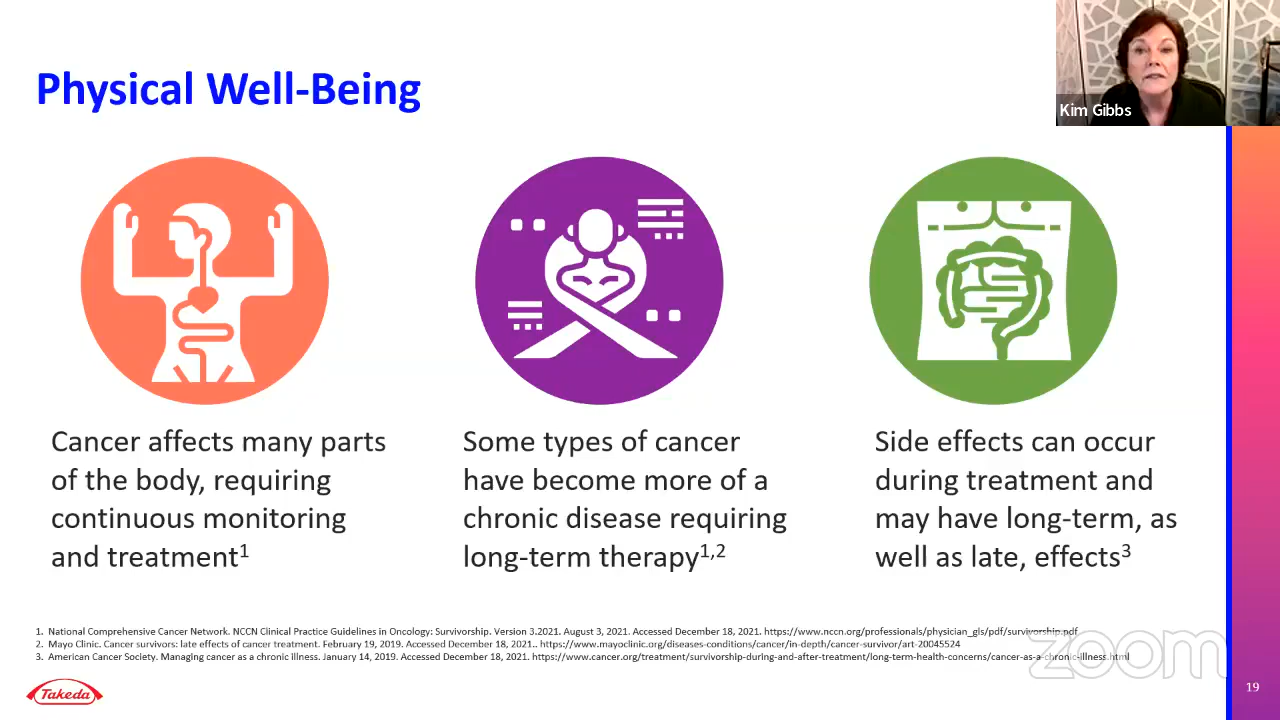 Physical Well-Being
Kim Gibbs
Cancer affects many parts
of the body, requiring
continuous monitoring
and treatment1
Some types of cancer
have become more of a
chronic disease requiring
long-term therapy1,2
Side effects can occur
during treatment and
may have long-term, as
well as late, effects3
1. National Comprehensive Cancer Network. NCCN Clinical Practice Guidelines in Oncology: Survivorship. Version 3.2021. August 3, 2021. Accessed December 18, 2021. https://www.nccn.org/professionals/physician_gls/pdf/survivorship.pdf
2. Mayo Clinic. Cancer survivors: late effects of cancer treatment. February 19, 2019. Accessed December 18, 2021.. https://www.mayoclinic.org/diseases-conditions/cancer/in-depth/cancer-survivor/art-20045524
3. American Cancer Society. Managing cancer as a chronic Illness. January 14, 2019. Accessed December 18, 2021. https://www.cancer.org/treatment/survivorship-during-and-after-treatment/long-term-health-concerns/cancer-as-a-chronic-illness.html
zoom
Takeda
19